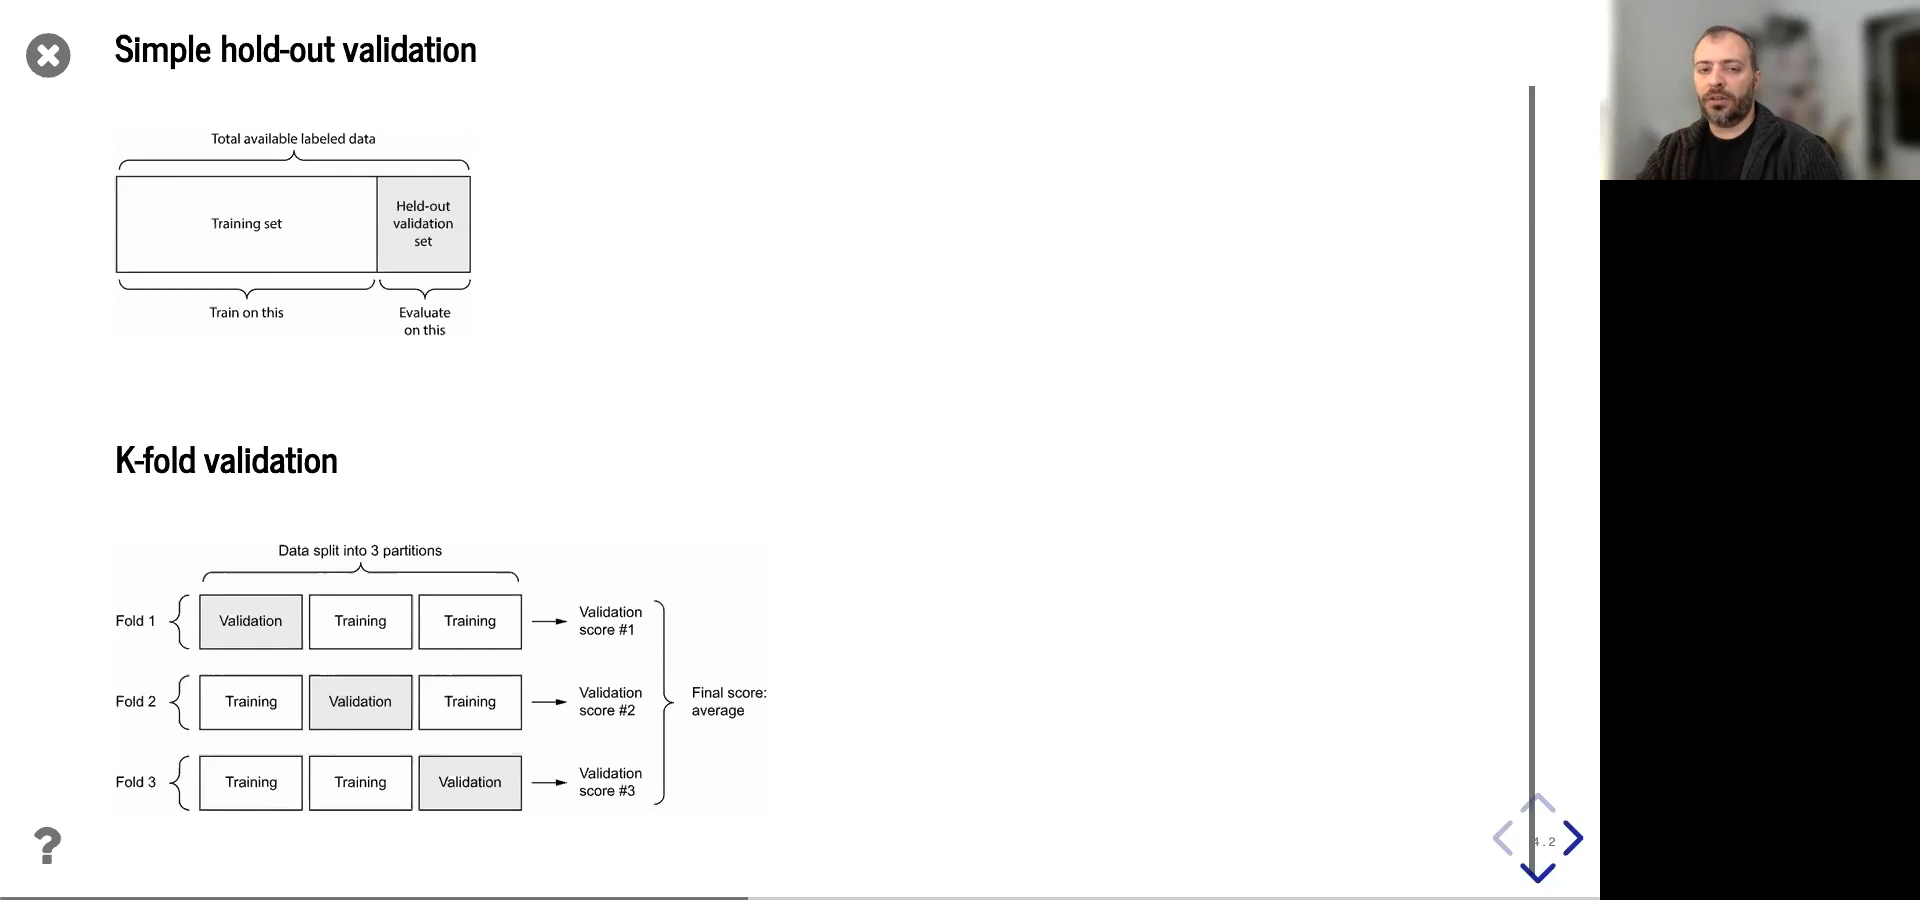 Simple hold-out validation
Total available labeled data
Training set
Held-out
validation
set
Train on this
Evaluate
on this
K-fold validation
Data split into 3 partitions
Fold 1
Validation
Training
Training
Validation
score #1
Fold 2
Training
Validation
Training
Validation
score #2
Final score:
average
Fold 3
Training
Training
Validation
Validation
score #3
?
4.2